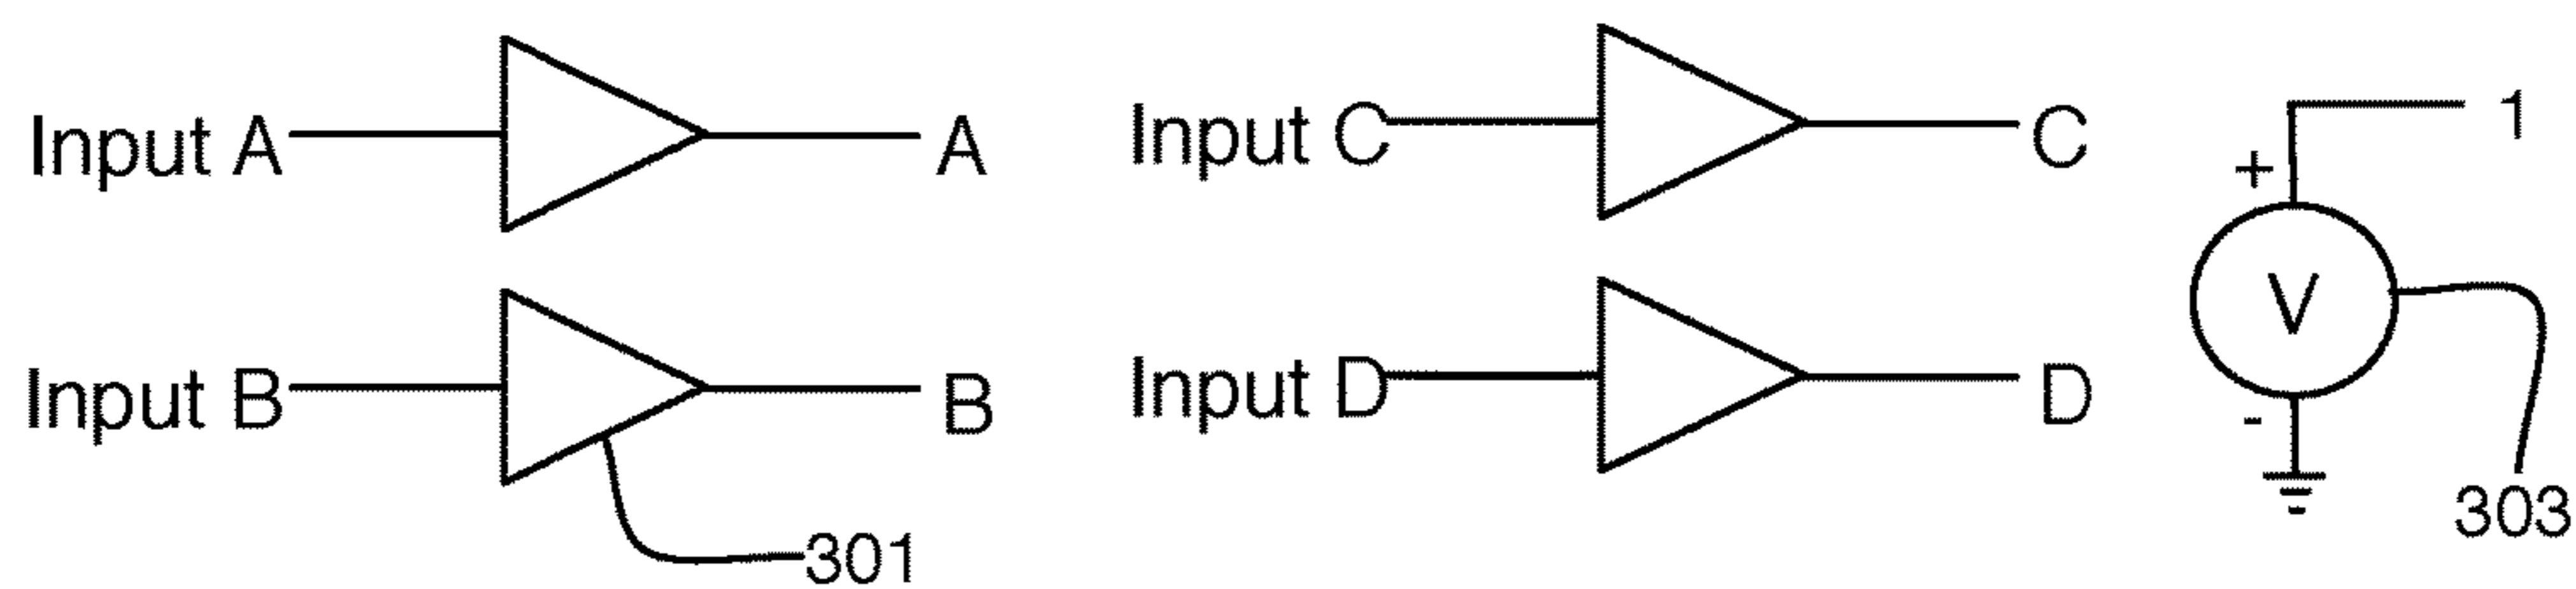 Input A A
Input B B
301
Input C C
Input D D
1
+
V
-
303